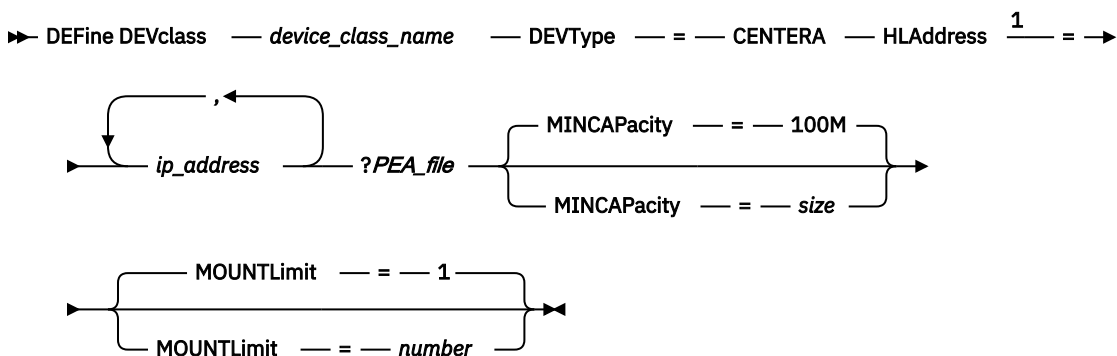 DEFine DEVclass device_class_name DEVType = CENTERA HLAddress 1 =
,
ip_address ?PEA_file
MINCAPacity = 100M
MINCAPacity = size
MOUNTLimit = 1
MOUNTLimit = number